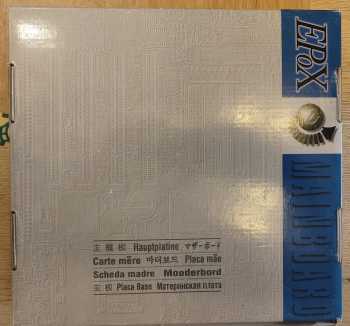 EPoX
MAINBOARD
主機板 Hauptplatine マザーボード
Carte mère 마더보드 Placa mãe
Scheda madre Moederbord
主板 Placa Base Материнская плата